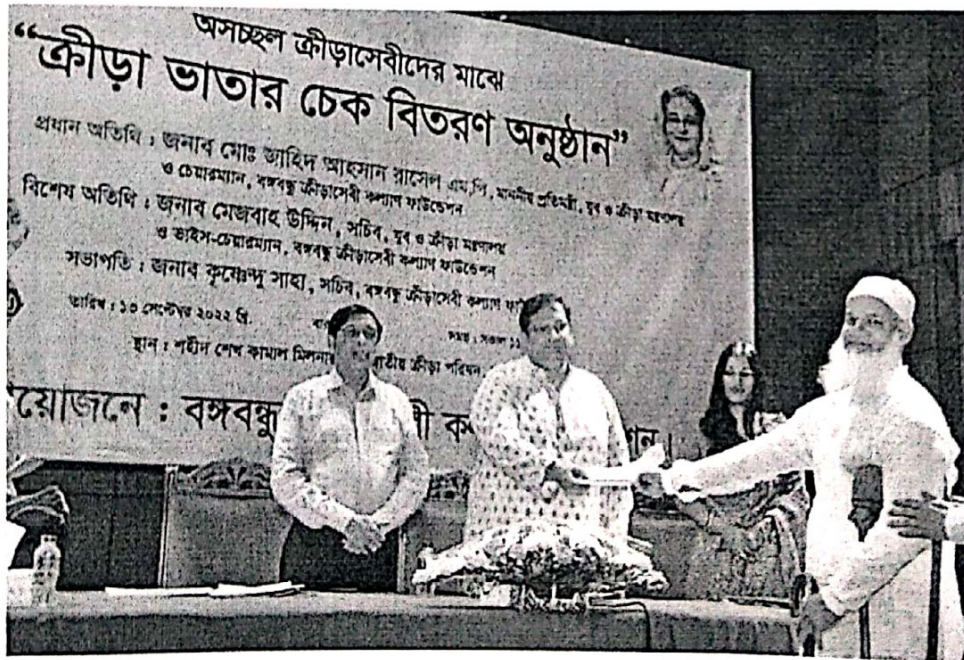 অসচ্ছল ক্রীড়াসেবীদের মাঝে
“ক্রীড়া ভাতার চেক বিতরণ অনুষ্ঠান”
প্রধান অতিথি : জনাব মোঃ জাহিদ আহসান রাসেল এম.পি, মাননীয় প্রতিমন্ত্রী, যুব ও ক্রীড়া মন্ত্রণালয়
ও চেয়ারম্যান, বঙ্গবন্ধু ক্রীড়াসেবী কল্যাণ ফাউন্ডেশন
বিশেষ অতিথি : জনাব মেজবাহ উদ্দিন, সচিব, যুব ও ক্রীড়া মন্ত্রণালয়
ও ভাইস-চেয়ারম্যান, বঙ্গবন্ধু ক্রীড়াসেবী কল্যাণ ফাউন্ডেশন
সভাপতি : জনাব কৃষ্ণেন্দু সাহা, সচিব, বঙ্গবন্ধু ক্রীড়াসেবী কল্যাণ
তারিখ : ১৩ সেপ্টেম্বর ২০২২ খ্রি. সময় : সকাল ১১
স্থান : শহীদ শেখ কামাল ক্রীড়া পরিষদ
য়োজনে : বঙ্গবন্ধু